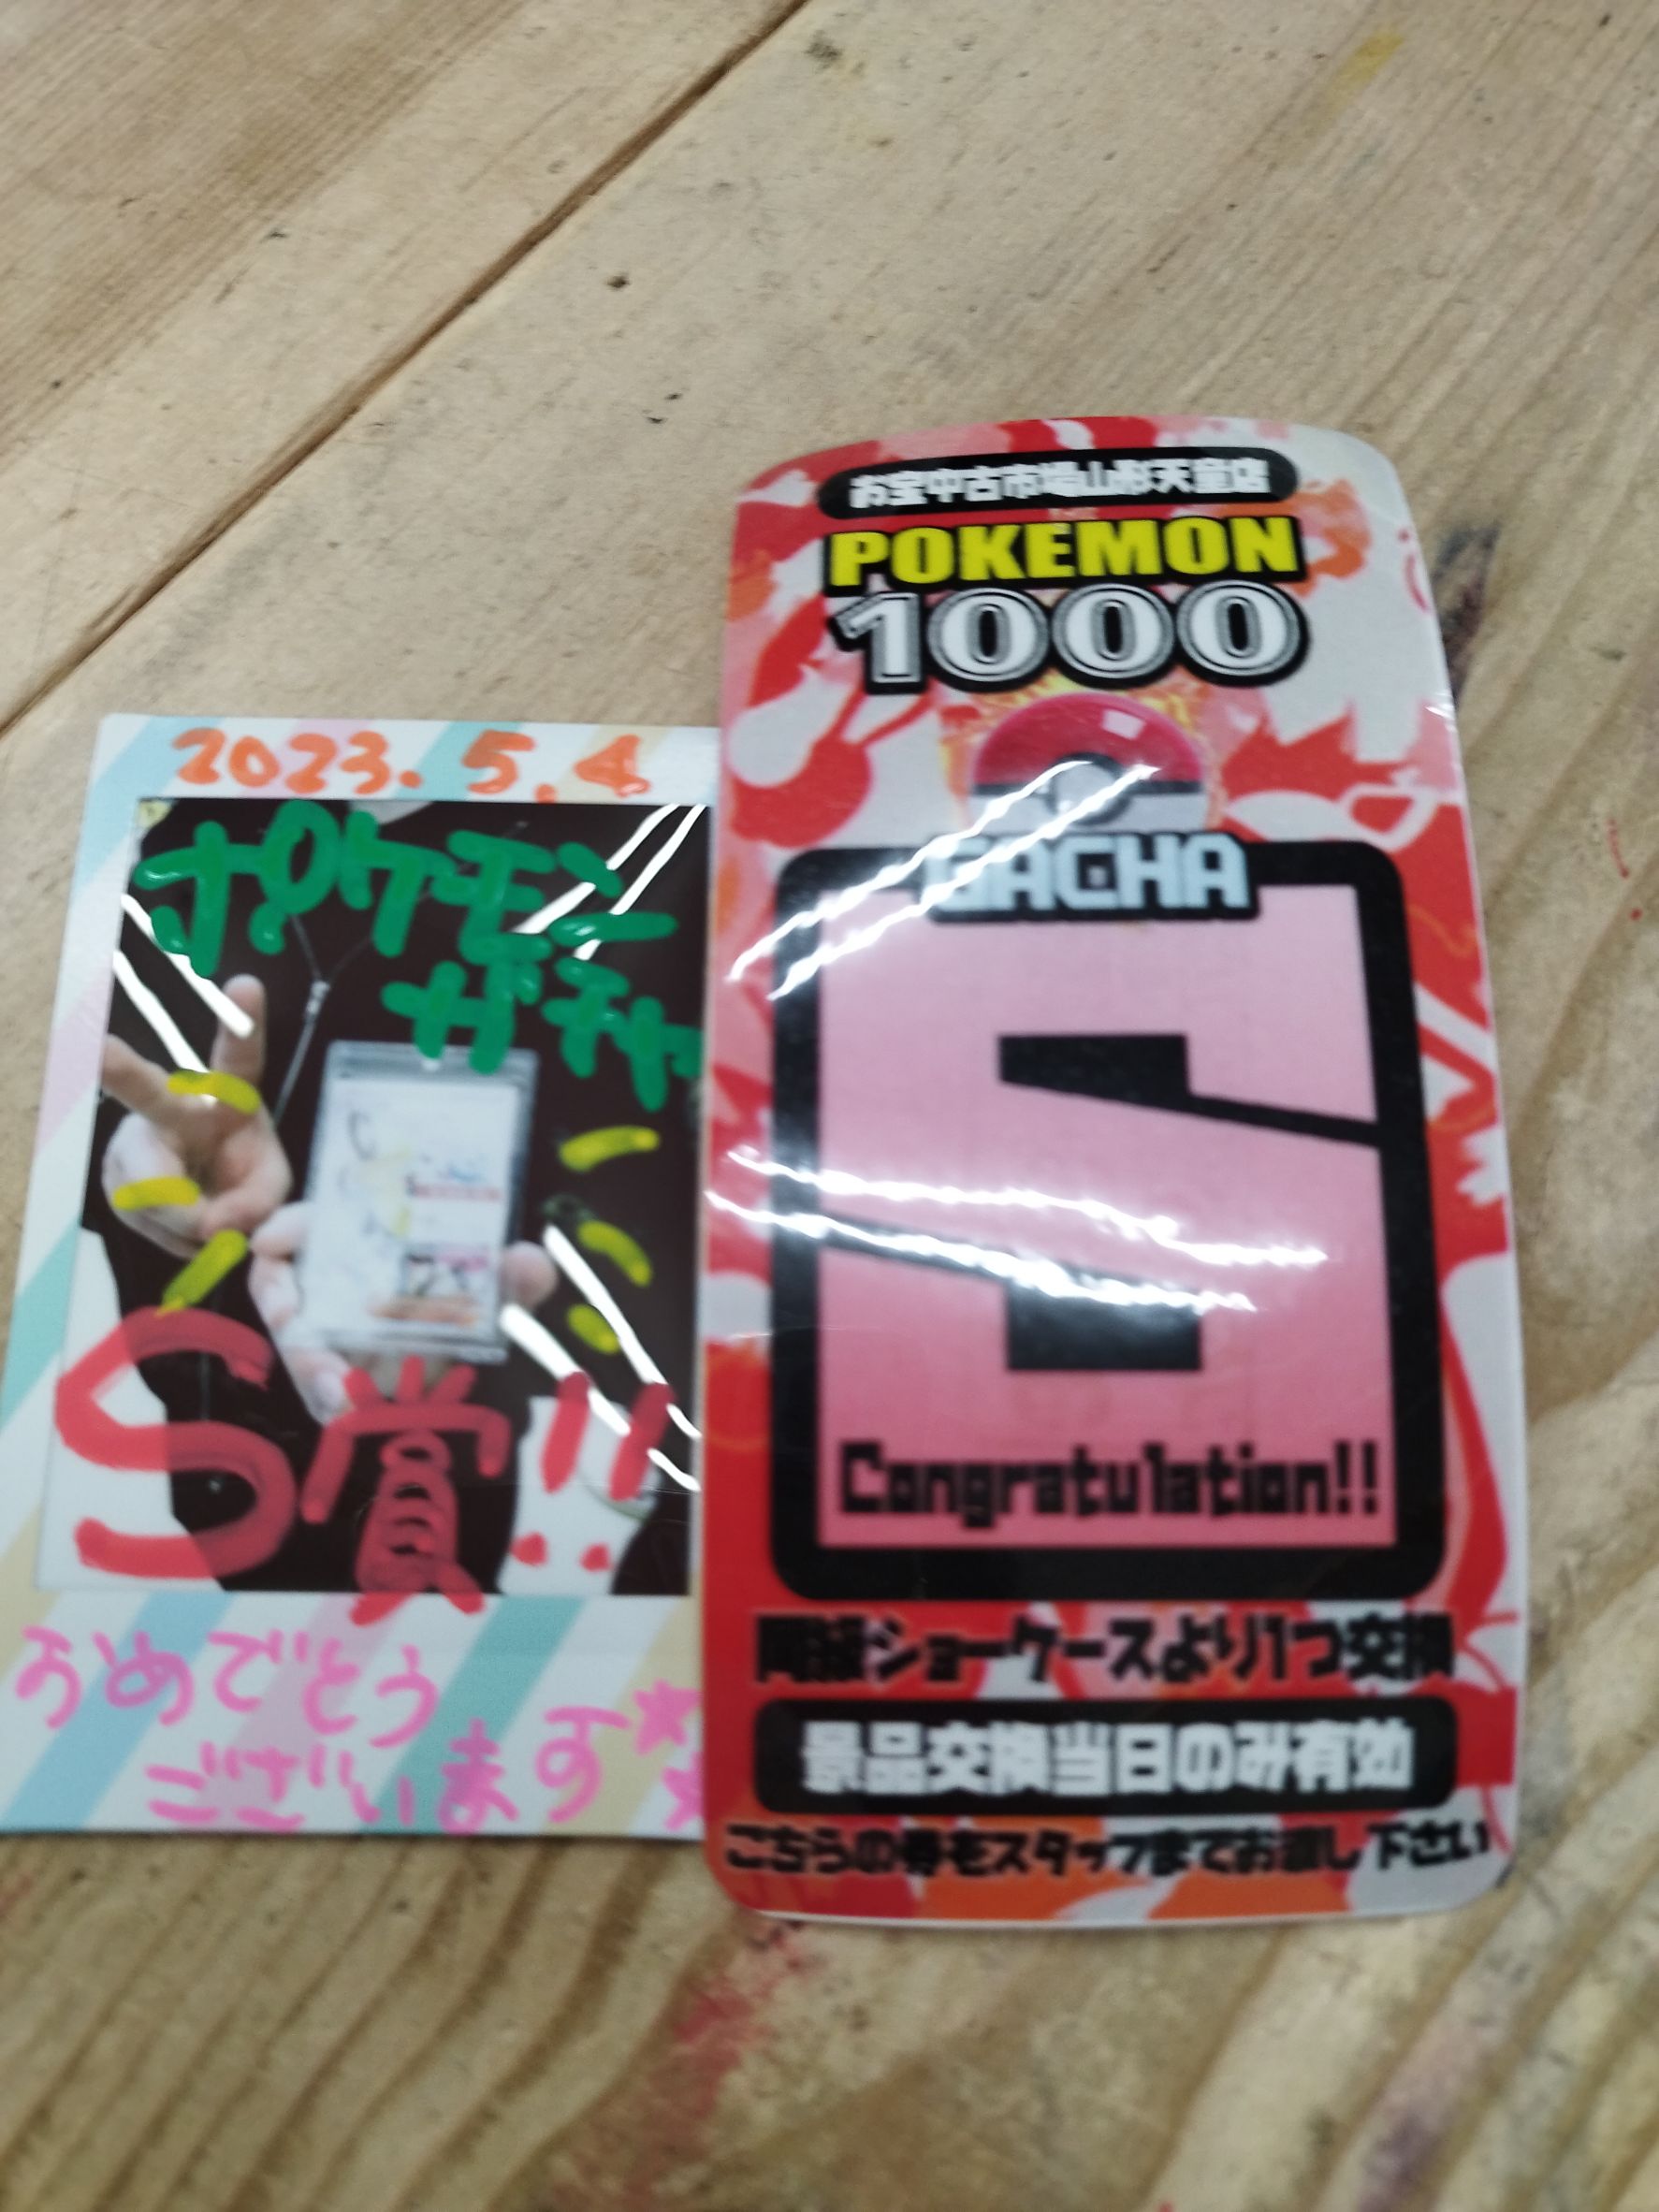 2023.5.4
ポケモン
ガチャ
S賞!!
おめでとう
ございます
お宝中古市場山形天童店
POKEMON
1000
GACHA
S
Congratulation!!
同級ショーケースより1つ交換
景品交換当日のみ有効
こちらの券をスタッフまでお渡し下さい